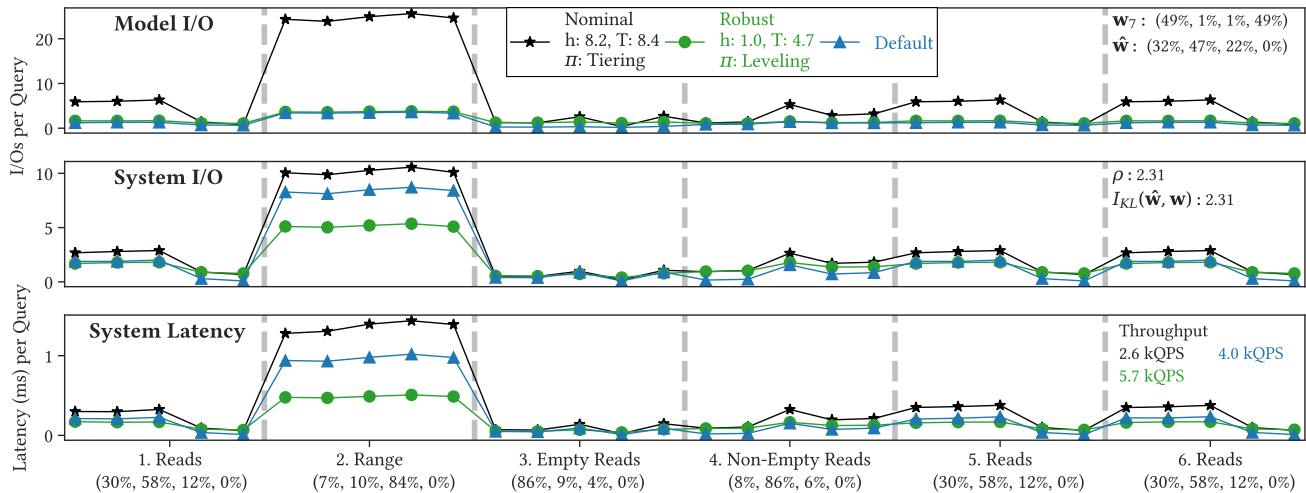 Model I/O
Nominal
h: 8.2, T: 8.4
π: Tiering
Robust
h: 1.0, T: 4.7
π: Leveling
Default
w7 : (49%, 1%, 1%, 49%)
ŵ : (32%, 47%, 22%, 0%)
20
10
0
I/Os per Query
System I/O
ρ : 2.31
I_KL(ŵ, w) : 2.31
10
5
0
System Latency
Throughput
2.6 kQPS
4.0 kQPS
5.7 kQPS
1
0
Latency (ms) per Query
1. Reads
(30%, 58%, 12%, 0%)
2. Range
(7%, 10%, 84%, 0%)
3. Empty Reads
(86%, 9%, 4%, 0%)
4. Non-Empty Reads
(8%, 86%, 6%, 0%)
5. Reads
(30%, 58%, 12%, 0%)
6. Reads
(30%, 58%, 12%, 0%)